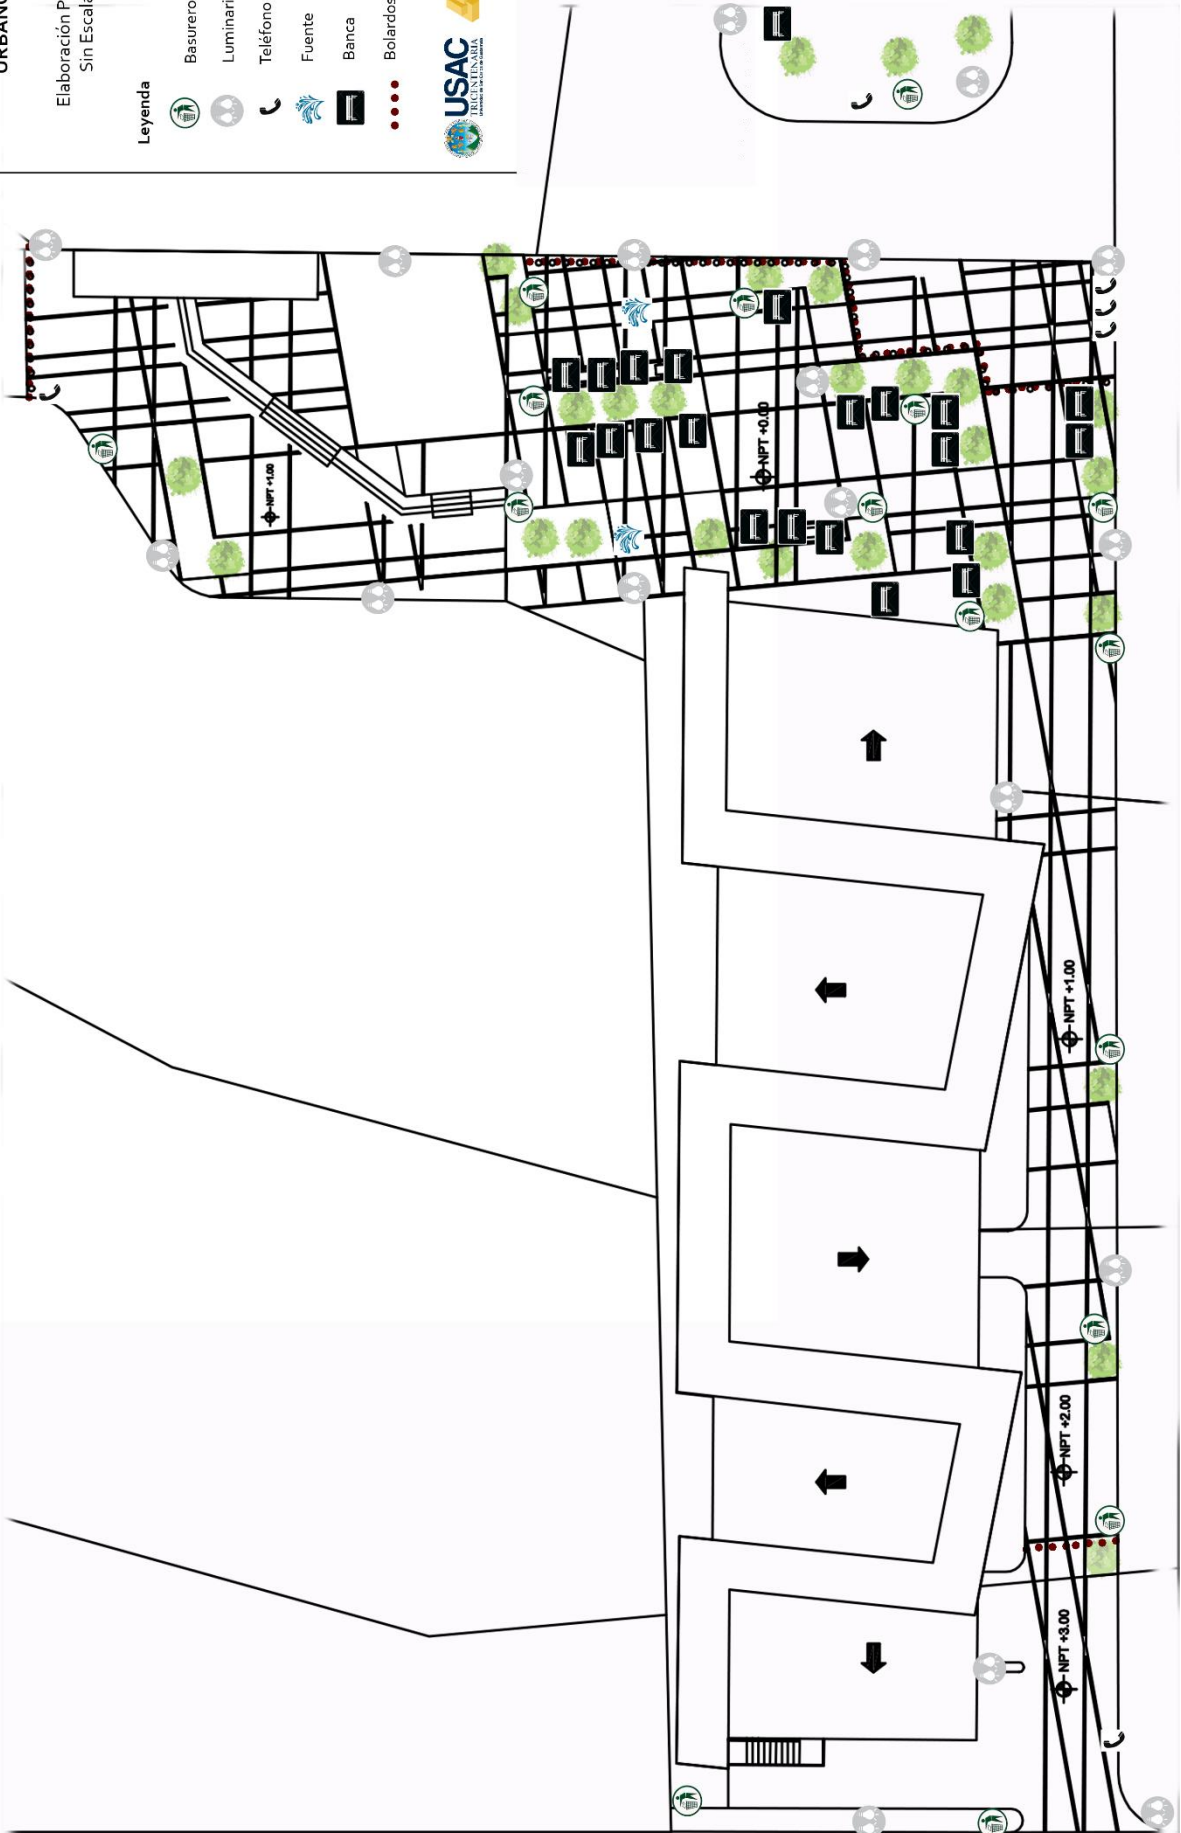 URBANO
Elaboración P
Sin Escala
Leyenda
Basurero
Luminari
Teléfono
Fuente
Banca
Bolardos
USAC
TRICENTENARIA
NPT +1.00
NPT +0.00
NPT +1.00
NPT +2.00
NPT +3.00